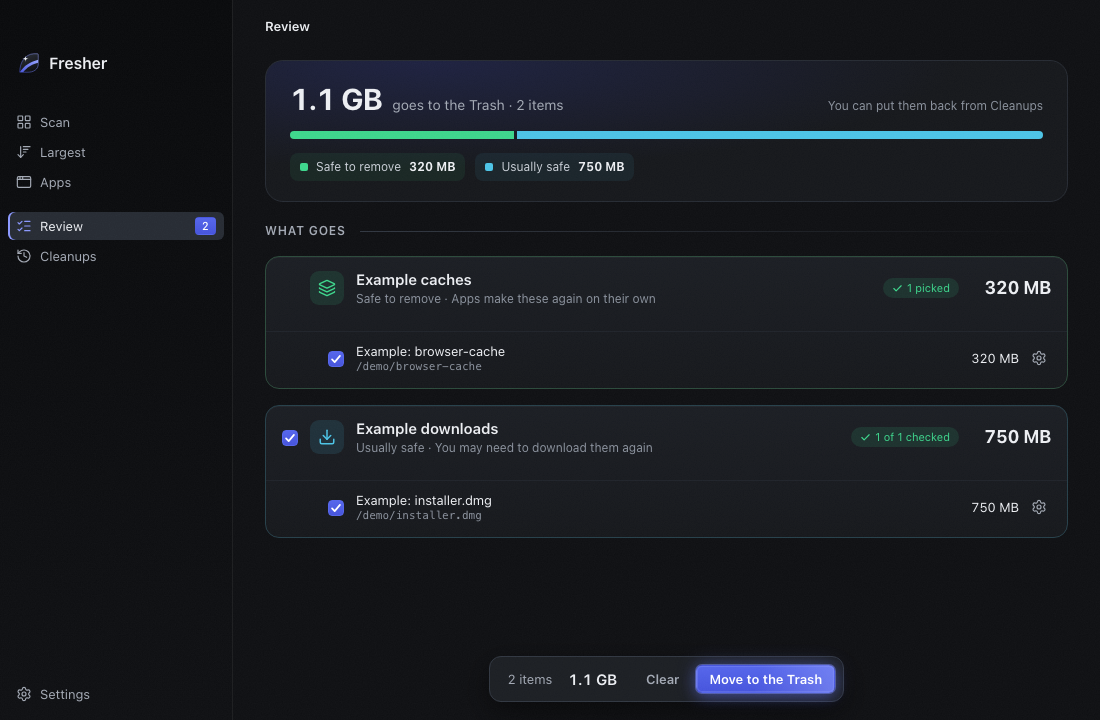 Review
Fresher
Scan
Largest
Apps
Review 2
Cleanups
Settings
1.1 GB goes to the Trash · 2 items
You can put them back from Cleanups
Safe to remove 320 MB
Usually safe 750 MB
WHAT GOES
Example caches
Safe to remove · Apps make these again on their own
1 picked
320 MB
Example: browser-cache
/demo/browser-cache
320 MB
Example downloads
Usually safe · You may need to download them again
1 of 1 checked
750 MB
Example: installer.dmg
/demo/installer.dmg
750 MB
2 items 1.1 GB Clear Move to the Trash